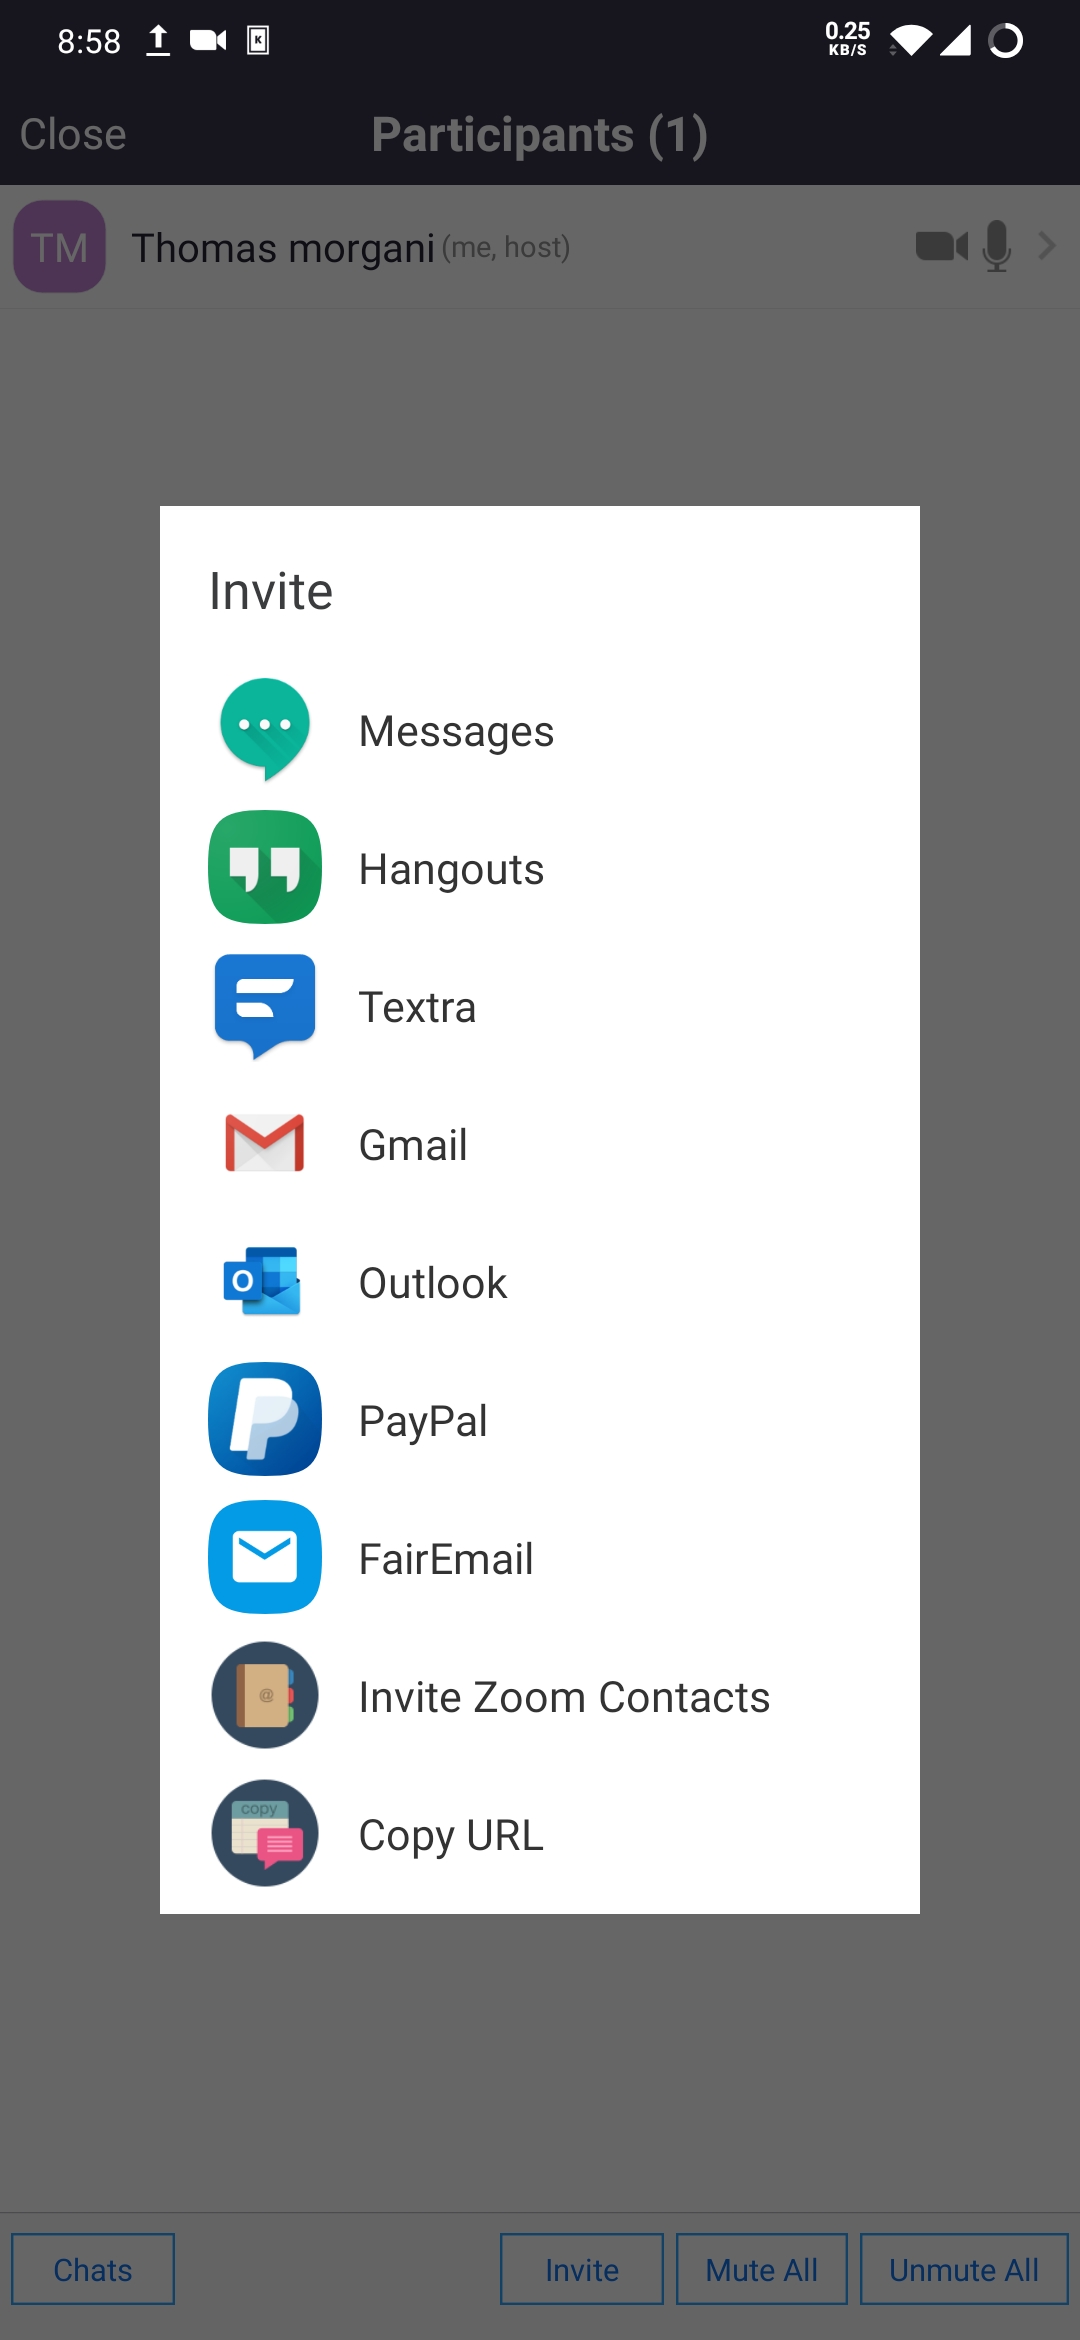 8:58
0.25
KB/S
Close
Participants (1)
TM
Thomas morgani (me, host)
Invite
Messages
Hangouts
Textra
Gmail
Outlook
PayPal
FairEmail
Invite Zoom Contacts
copy
Copy URL
Chats
Invite
Mute All
Unmute All